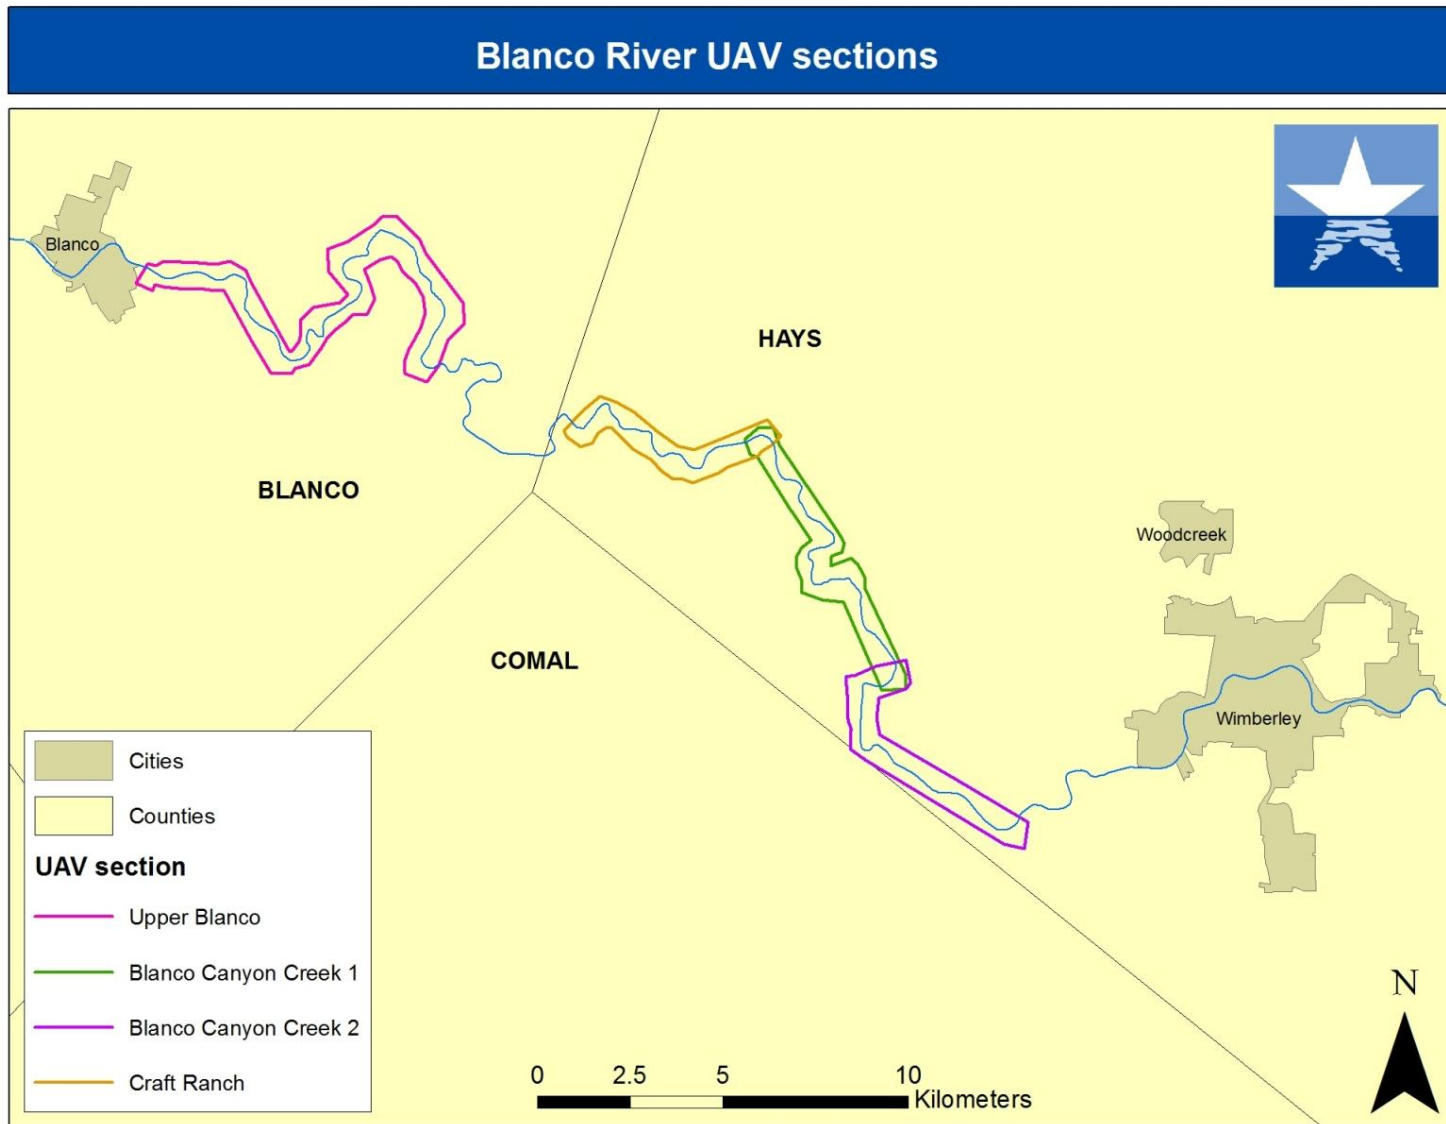 Blanco River UAV sections
Blanco
HAYS
BLANCO
Woodcreek
COMAL
Wimberley
Cities
Counties
UAV section
Upper Blanco
Blanco Canyon Creek 1
Blanco Canyon Creek 2
Craft Ranch
0 2.5 5 10
Kilometers
N